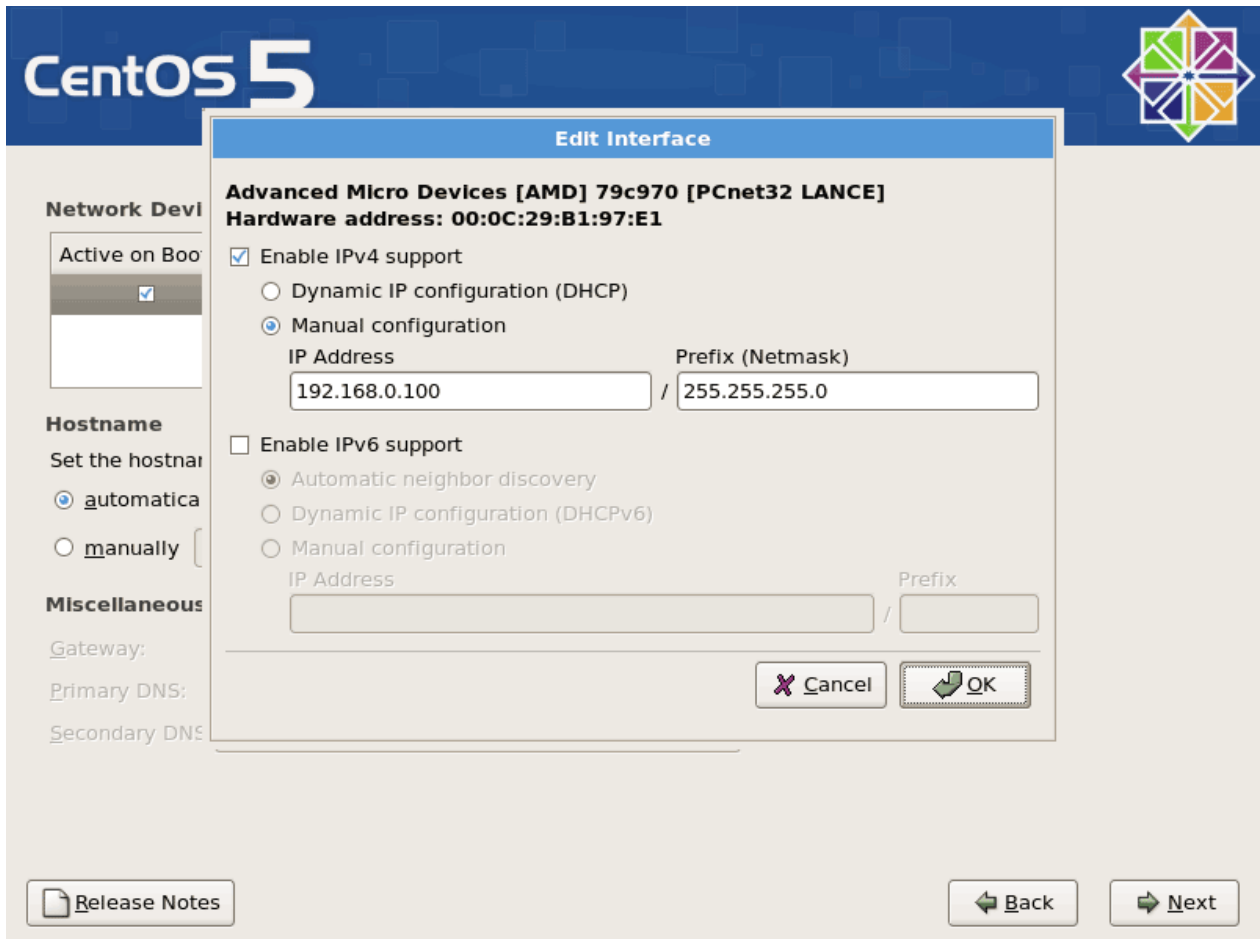 CentOS 5
Edit Interface
Advanced Micro Devices [AMD] 79c970 [PCnet32 LANCE]
Hardware address: 00:0C:29:B1:97:E1
Network Devi
Active on Boo
Enable IPv4 support
Dynamic IP configuration (DHCP)
Manual configuration
IP Address Prefix (Netmask)
192.168.0.100 / 255.255.255.0
Hostname
Set the hostnar
automatica
manually
Enable IPv6 support
Automatic neighbor discovery
Dynamic IP configuration (DHCPv6)
Manual configuration
IP Address Prefix
/
Miscellaneous
Gateway:
Primary DNS:
Secondary DNS
Cancel OK
Release Notes Back Next